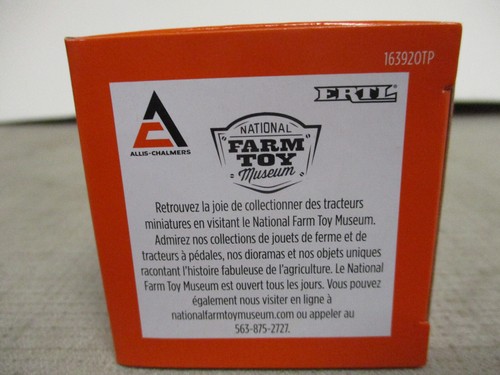 16392OTP
ERTL
ALLIS-CHALMERS
NATIONAL
FARM
TOY
Museum
Retrouvez la joie de collectionner des tracteurs
miniatures en visitant le National Farm Toy Museum.
Admirez nos collections de jouets de ferme et de
tracteurs à pédales, nos dioramas et nos objets uniques
racontant l'histoire fabuleuse de l'agriculture. Le National
Farm Toy Museum est ouvert tous les jours. Vous pouvez
également nous visiter en ligne à
nationalfarmtoymuseum.com ou appeler au
563-875-2727.